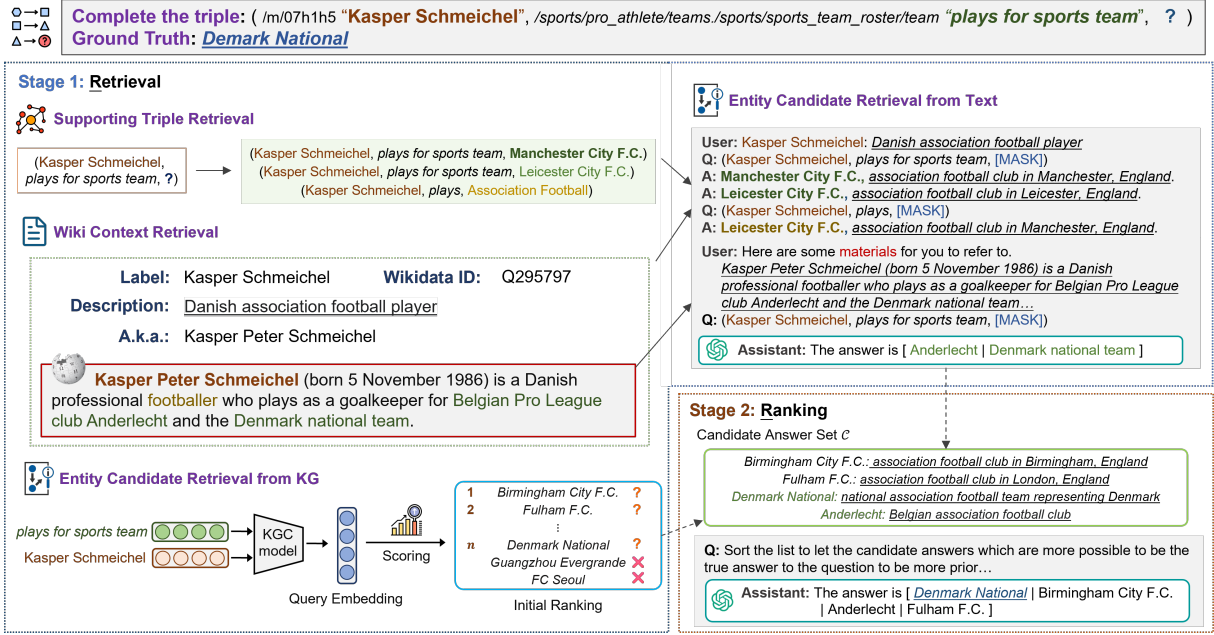 Complete the triple: ( /m/07h1h5 “Kasper Schmeichel”, /sports/pro_athlete/teams./sports/sports_team_roster/team “plays for sports team”, ? )
Ground Truth: Demark National
Stage 1: Retrieval
Supporting Triple Retrieval
(Kasper Schmeichel,
plays for sports team, ?)
(Kasper Schmeichel, plays for sports team, Manchester City F.C.)
(Kasper Schmeichel, plays for sports team, Leicester City F.C.)
(Kasper Schmeichel, plays, Association Football)
Wiki Context Retrieval
Label: Kasper Schmeichel Wikidata ID: Q295797
Description: Danish association football player
A.k.a.: Kasper Peter Schmeichel
Kasper Peter Schmeichel (born 5 November 1986) is a Danish
professional footballer who plays as a goalkeeper for Belgian Pro League
club Anderlecht and the Denmark national team.
Entity Candidate Retrieval from KG
plays for sports team
Kasper Schmeichel
KGC
model
Query Embedding
Scoring
1 Birmingham City F.C. ?
2 Fulham F.C. ?
⋮
n Denmark National ?
Guangzhou Evergrande
FC Seoul
Initial Ranking
Entity Candidate Retrieval from Text
User: Kasper Schmeichel: Danish association football player
Q: (Kasper Schmeichel, plays for sports team, [MASK])
A: Manchester City F.C., association football club in Manchester, England.
A: Leicester City F.C., association football club in Leicester, England.
Q: (Kasper Schmeichel, plays, [MASK])
A: Leicester City F.C., association football club in Manchester, England.
User: Here are some materials for you to refer to.
Kasper Peter Schmeichel (born 5 November 1986) is a Danish
professional footballer who plays as a goalkeeper for Belgian Pro League
club Anderlecht and the Denmark national team…
Q: (Kasper Schmeichel, plays for sports team, [MASK])
Assistant: The answer is [ Anderlecht | Denmark national team ]
Stage 2: Ranking
Candidate Answer Set C
Birmingham City F.C.: association football club in Birmingham, England
Fulham F.C.: association football club in London, England
Denmark National: national association football team representing Denmark
Anderlecht: Belgian association football club
Q: Sort the list to let the candidate answers which are more possible to be the
true answer to the question to be more prior…
Assistant: The answer is [ Denmark National | Birmingham City F.C.
| Anderlecht | Fulham F.C. ]